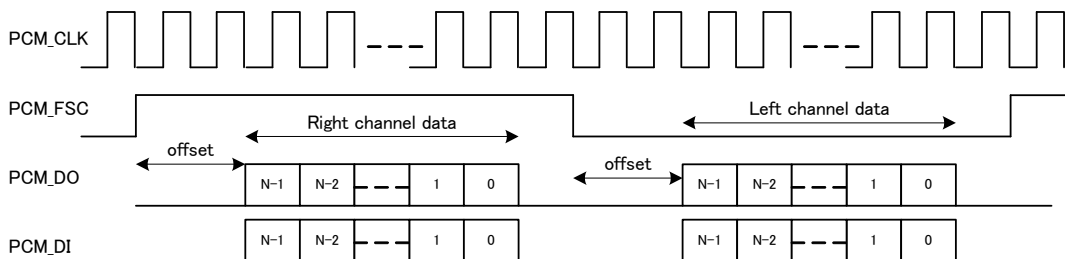 PCM_CLK
PCM_FSC
Right channel data
Left channel data
offset
offset
PCM_DO
N-1 N-2 1 0
N-1 N-2 1 0
PCM_DI
N-1 N-2 1 0
N-1 N-2 1 0